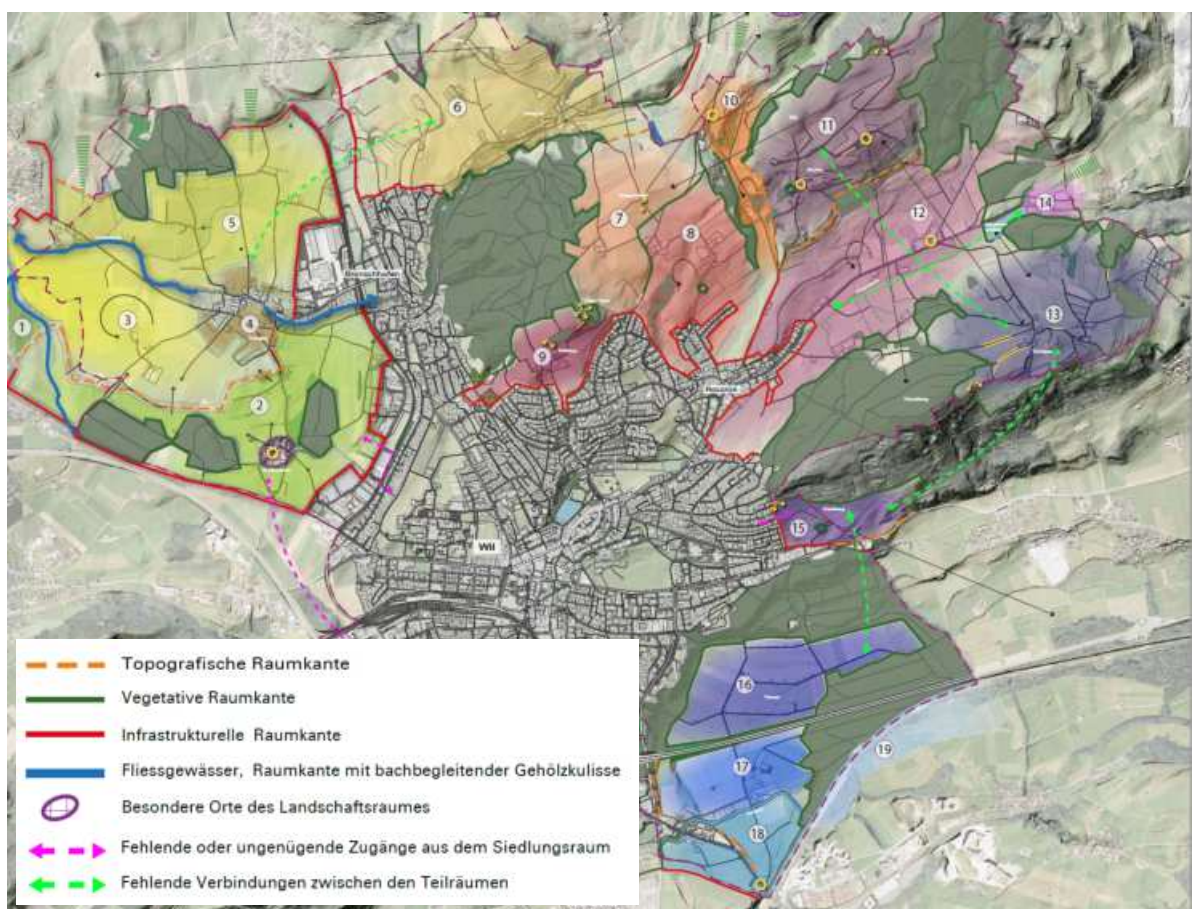 6
10
11
5
7
12
14
8
Bronschhofen
1
3
4
13
9
2
Rossrüti
15
Wil
16
19
17
18
Topografische Raumkante
Vegetative Raumkante
Infrastrukturelle Raumkante
Fliessgewässer, Raumkante mit bachbegleitender Gehölzkulisse
Besondere Orte des Landschaftsraumes
Fehlende oder ungenügende Zugänge aus dem Siedlungsraum
Fehlende Verbindungen zwischen den Teilräumen